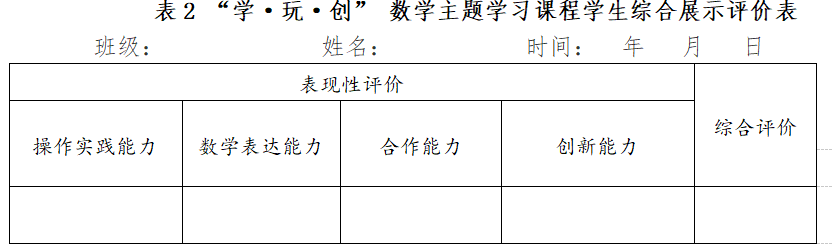 表2 “学·玩·创” 数学主题学习课程学生综合展示评价表
班级： 姓名： 时间： 年 月 日
表现性评价 综合评价
操作实践能力 数学表达能力 合作能力 创新能力